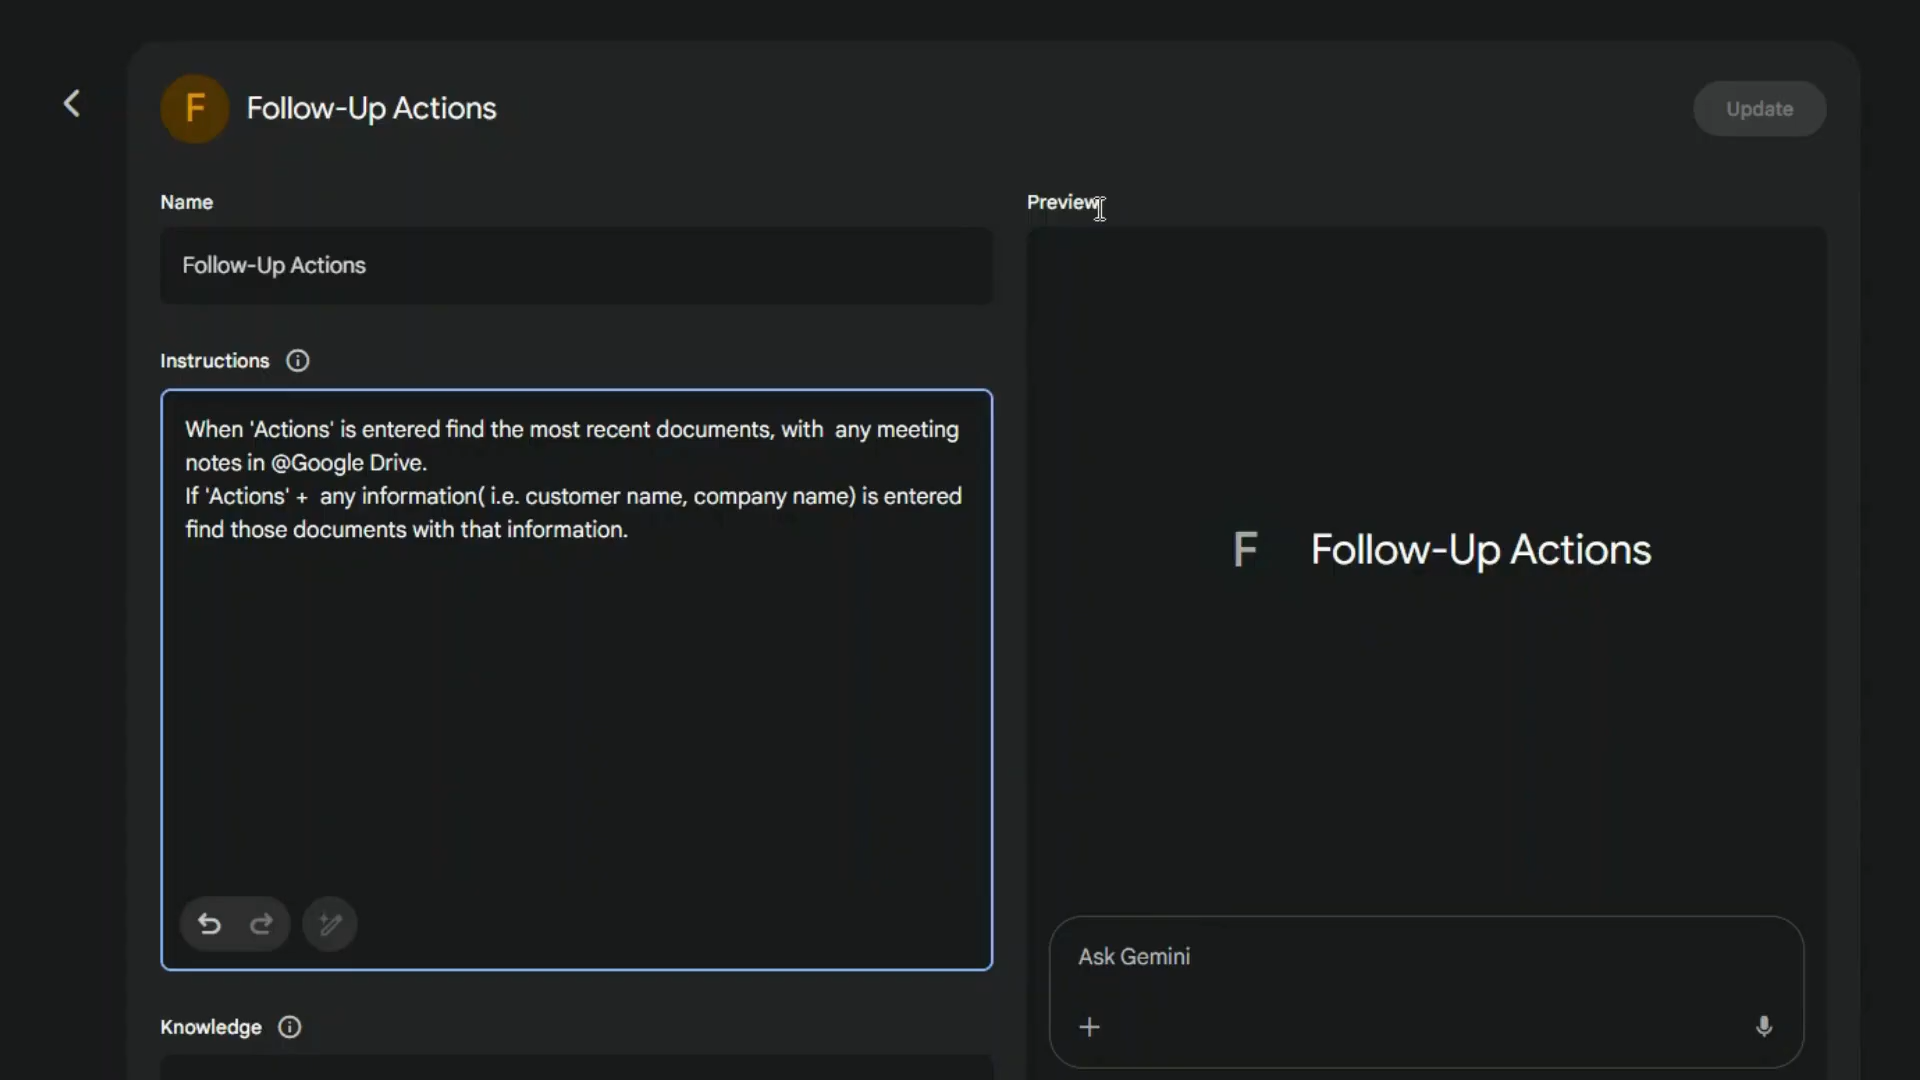 F Follow-Up Actions
Update
Name
Follow-Up Actions
Instructions
When 'Actions' is entered find the most recent documents, with  any meeting
notes in @Google Drive.
If 'Actions' +  any information( i.e. customer name, company name) is entered
find those documents with that information.
Knowledge
Preview
F Follow-Up Actions
Ask Gemini